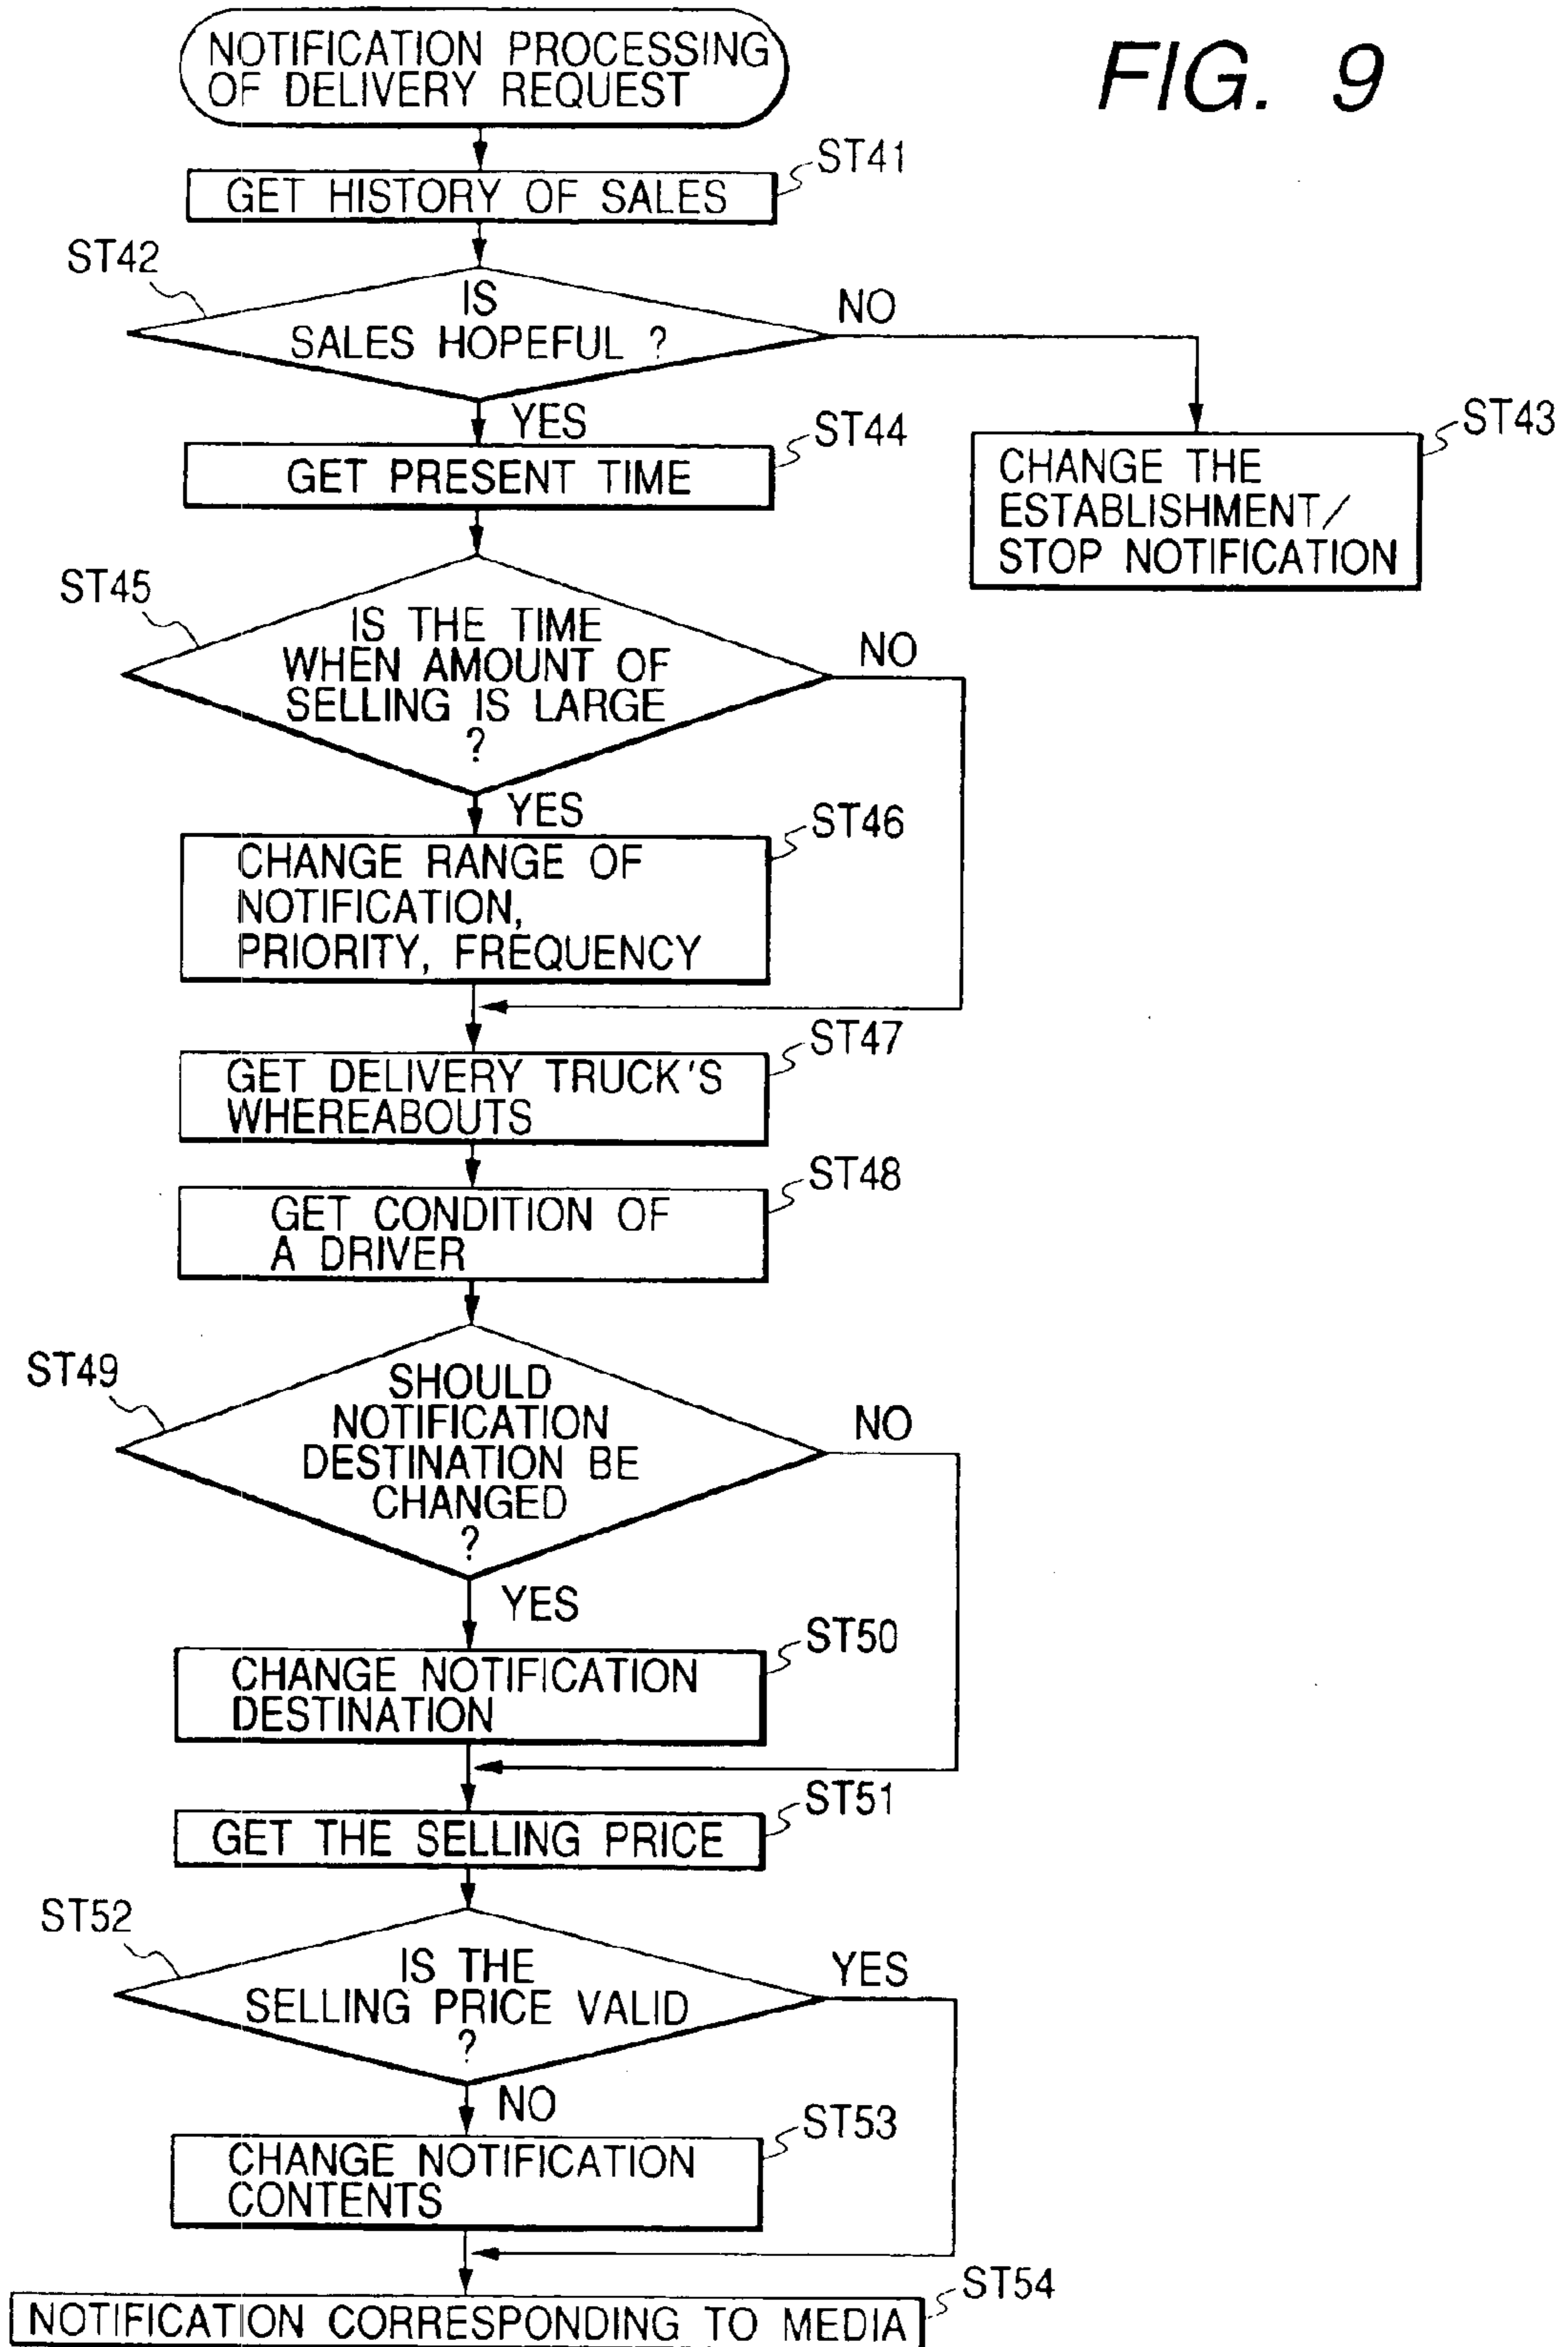 NOTIFICATION PROCESSING
OF DELIVERY REQUEST
FIG. 9
ST41
GET HISTORY OF SALES
ST42
IS
SALES HOPEFUL ?
NO
YES
ST43
CHANGE THE
ESTABLISHMENT/
STOP NOTIFICATION
ST44
GET PRESENT TIME
ST45
IS THE TIME
WHEN AMOUNT OF
SELLING IS LARGE
?
NO
YES
ST46
CHANGE RANGE OF
NOTIFICATION,
PRIORITY, FREQUENCY
ST47
GET DELIVERY TRUCK'S
WHEREABOUTS
ST48
GET CONDITION OF
A DRIVER
ST49
SHOULD
NOTIFICATION
DESTINATION BE
CHANGED
?
NO
YES
ST50
CHANGE NOTIFICATION
DESTINATION
ST51
GET THE SELLING PRICE
ST52
IS THE
SELLING PRICE VALID
?
YES
NO
ST53
CHANGE NOTIFICATION
CONTENTS
ST54
NOTIFICATION CORRESPONDING TO MEDIA